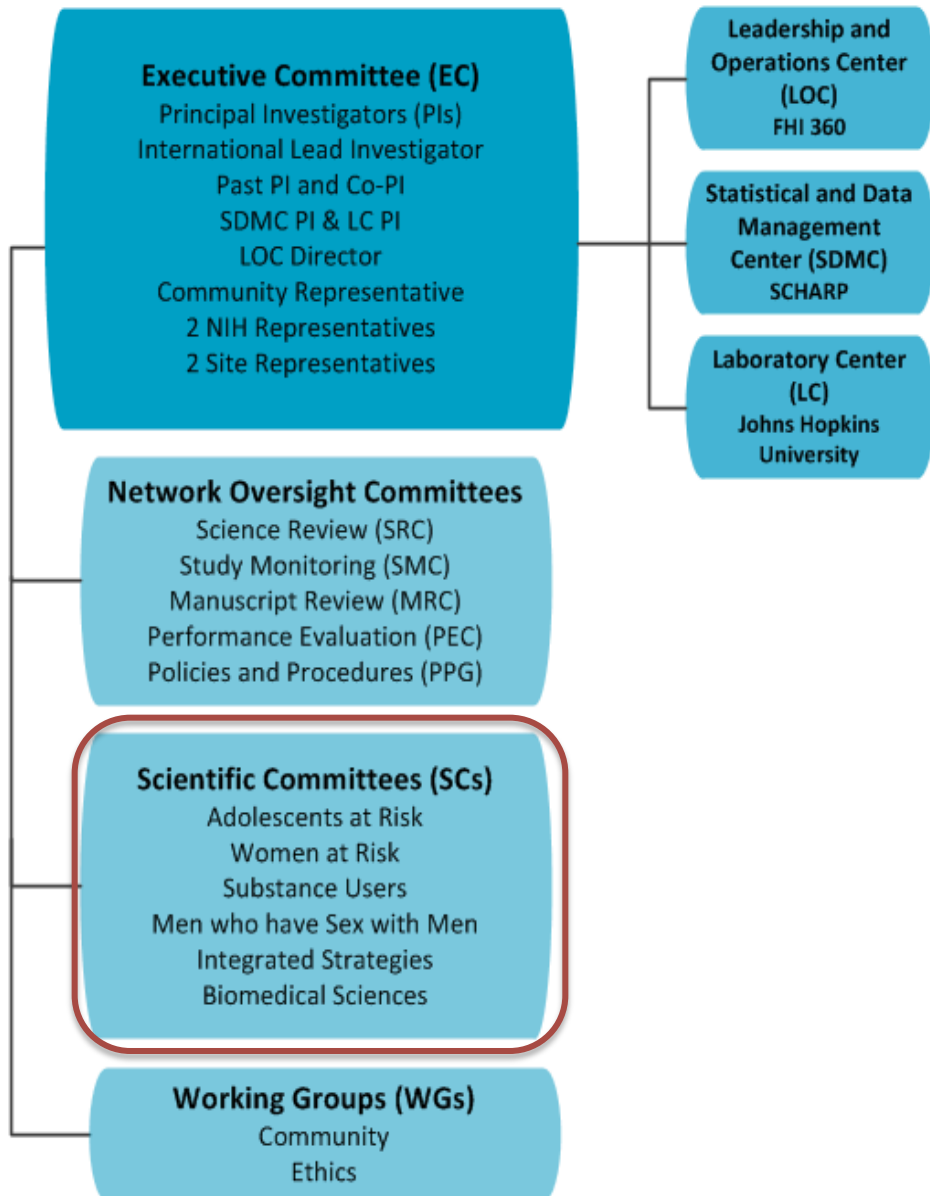 Executive Committee (EC)
Principal Investigators (PIs)
International Lead Investigator
Past PI and Co-PI
SDMC PI & LC PI
LOC Director
Community Representative
2 NIH Representatives
2 Site Representatives
Leadership and
Operations Center
(LOC)
FHI 360
Statistical and Data
Management
Center (SDMC)
SCHARP
Laboratory Center
(LC)
Johns Hopkins
University
Network Oversight Committees
Science Review (SRC)
Study Monitoring (SMC)
Manuscript Review (MRC)
Performance Evaluation (PEC)
Policies and Procedures (PPG)
Scientific Committees (SCs)
Adolescents at Risk
Women at Risk
Substance Users
Men who have Sex with Men
Integrated Strategies
Biomedical Sciences
Working Groups (WGs)
Community
Ethics